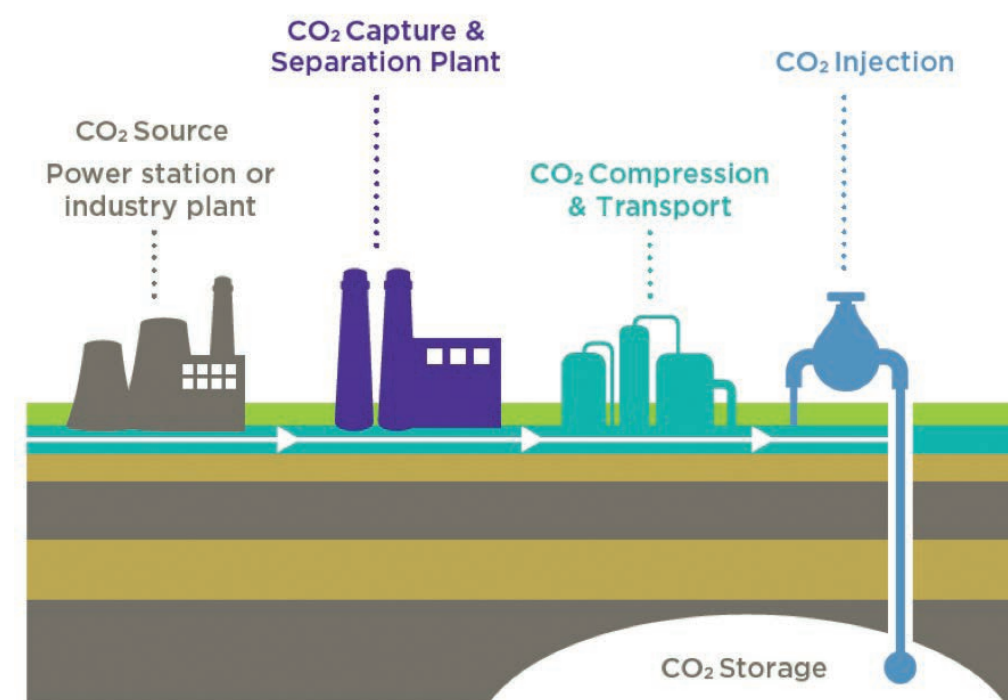 CO₂ Capture &
Separation Plant
CO₂ Injection
CO₂ Source
Power station or
industry plant
CO₂ Compression
& Transport
CO₂ Storage